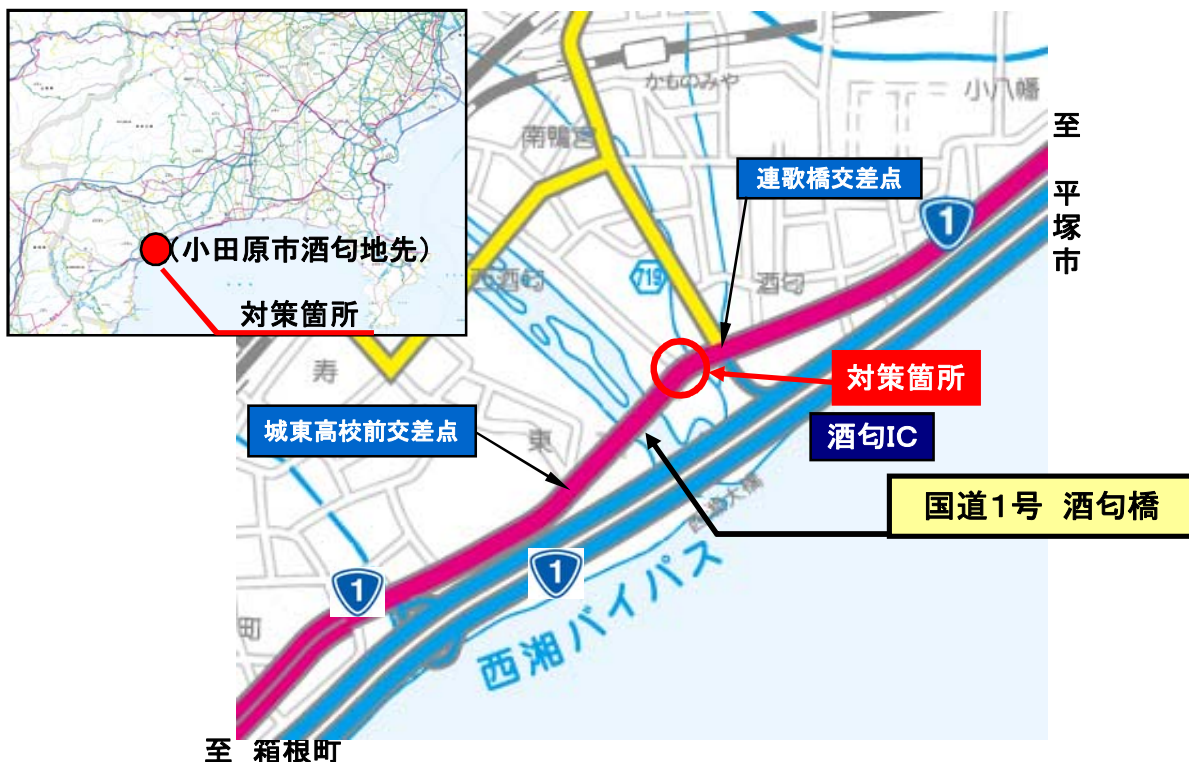 (小田原市酒匂地先)
対策箇所
かものみや
小八幡
至 平塚市
南鴨宮
連歌橋交差点
1
西酒匂
719
酒匂
寿
対策箇所
城東高校前交差点
東
酒匂IC
西湘大橋
国道1号 酒匂橋
1
1
西湘バイパス
町
至 箱根町